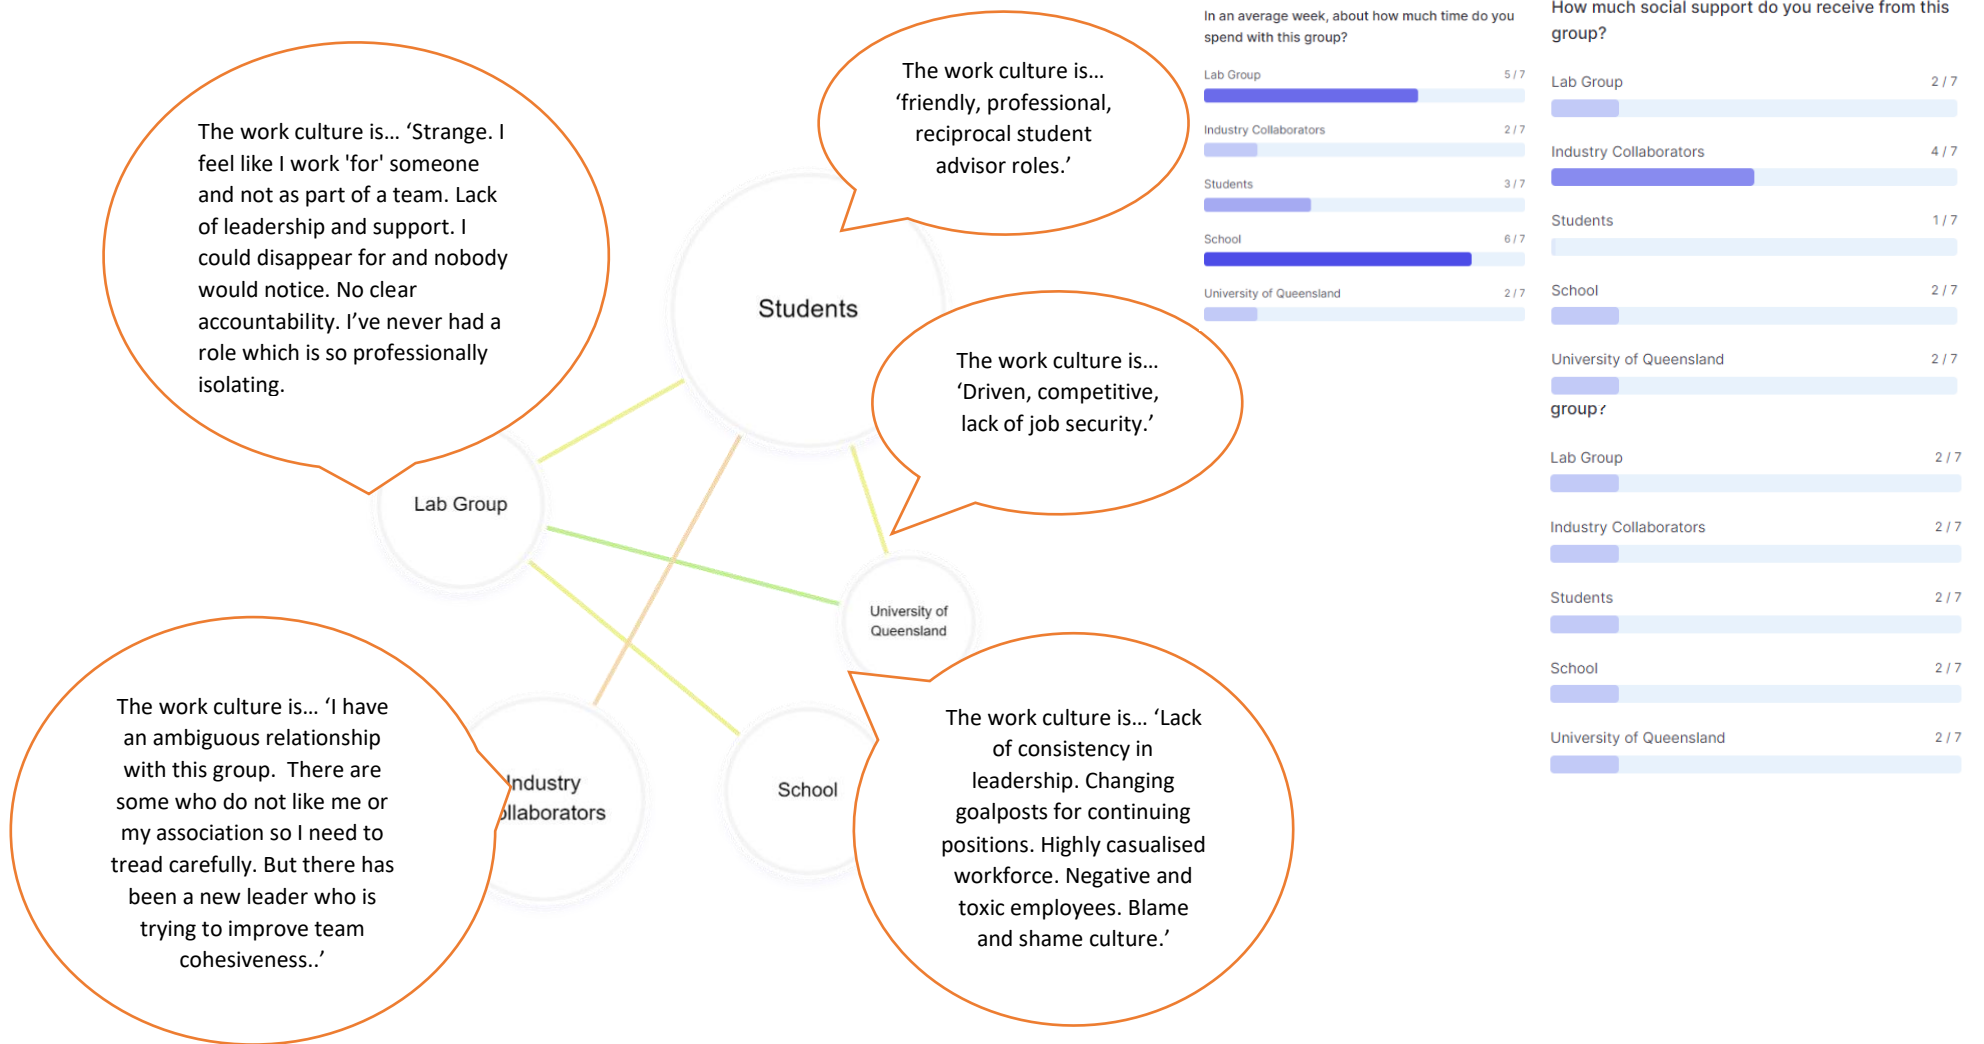 The work culture is… ‘Strange. I
feel like I work 'for' someone
and not as part of a team. Lack
of leadership and support. I
could disappear for and nobody
would notice. No clear
accountability. I’ve never had a
role which is so professionally
isolating.
The work culture is…
‘friendly, professional,
reciprocal student
advisor roles.’
Students
The work culture is…
‘Driven, competitive,
lack of job security.’
Lab Group
University of
Queensland
The work culture is… ‘I have
an ambiguous relationship
with this group.  There are
some who do not like me or
my association so I need to
tread carefully. But there has
been a new leader who is
trying to improve team
cohesiveness..’
Industry
ollaborators
School
The work culture is… ‘Lack
of consistency in
leadership. Changing
goalposts for continuing
positions. Highly casualised
workforce. Negative and
toxic employees. Blame
and shame culture.’
In an average week, about how much time do you
spend with this group?
Lab Group 5 / 7
Industry Collaborators 2 / 7
Students 3 / 7
School 6 / 7
University of Queensland 2 / 7
How much social support do you receive from this
group?
Lab Group 2 / 7
Industry Collaborators 4 / 7
Students 1 / 7
School 2 / 7
University of Queensland 2 / 7
group?
Lab Group 2 / 7
Industry Collaborators 2 / 7
Students 2 / 7
School 2 / 7
University of Queensland 2 / 7